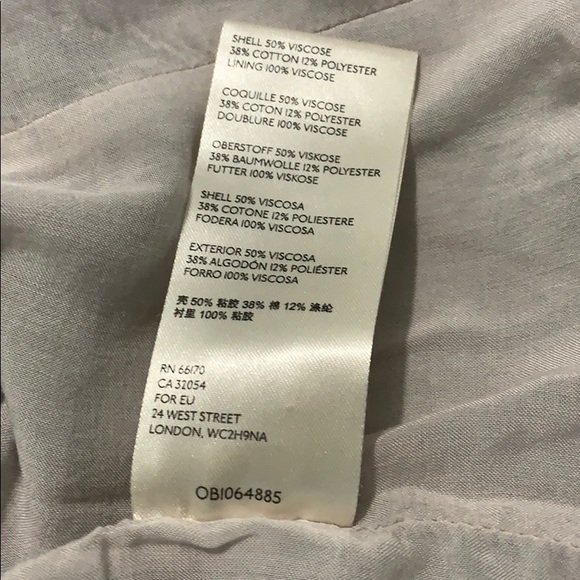 SHELL 50% VISCOSE
38% COTTON 12% POLYESTER
LINING 100% VISCOSE
COQUILLE 50% VISCOSE
38% COTON 12% POLYESTER
DOUBLURE 100% VISCOSE
OBERSTOFF 50% VISKOSE
38% BAUMWOLLE 12% POLYESTER
FUTTER 100% VISKOSE
SHELL 50% VISCOSA
38% COTONE 12% POLIESTERE
FODERA 100% VISCOSA
EXTERIOR 50% VISCOSA
38% ALGODÓN 12% POLIÉSTER
FORRO 100% VISCOSA
壳 50% 粘胶 38% 棉 12% 涤纶
衬里 100% 粘胶
RN 66170
CA 32054
FOR EU
24 WEST STREET
LONDON, WC2H9NA
OB1064885